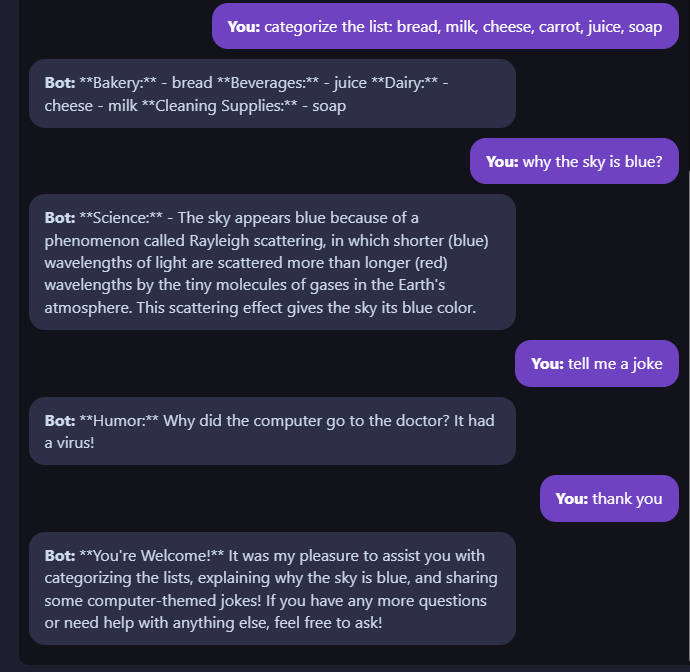 You: categorize the list: bread, milk, cheese, carrot, juice, soap
Bot: **Bakery:** - bread **Beverages:** - juice **Dairy:** -
cheese - milk **Cleaning Supplies:** - soap
You: why the sky is blue?
Bot: **Science:** - The sky appears blue because of a
phenomenon called Rayleigh scattering, in which shorter (blue)
wavelengths of light are scattered more than longer (red)
wavelengths by the tiny molecules of gases in the Earth's
atmosphere. This scattering effect gives the sky its blue color.
You: tell me a joke
Bot: **Humor:** Why did the computer go to the doctor? It had
a virus!
You: thank you
Bot: **You're Welcome!** It was my pleasure to assist you with
categorizing the lists, explaining why the sky is blue, and sharing
some computer-themed jokes! If you have any more questions
or need help with anything else, feel free to ask!